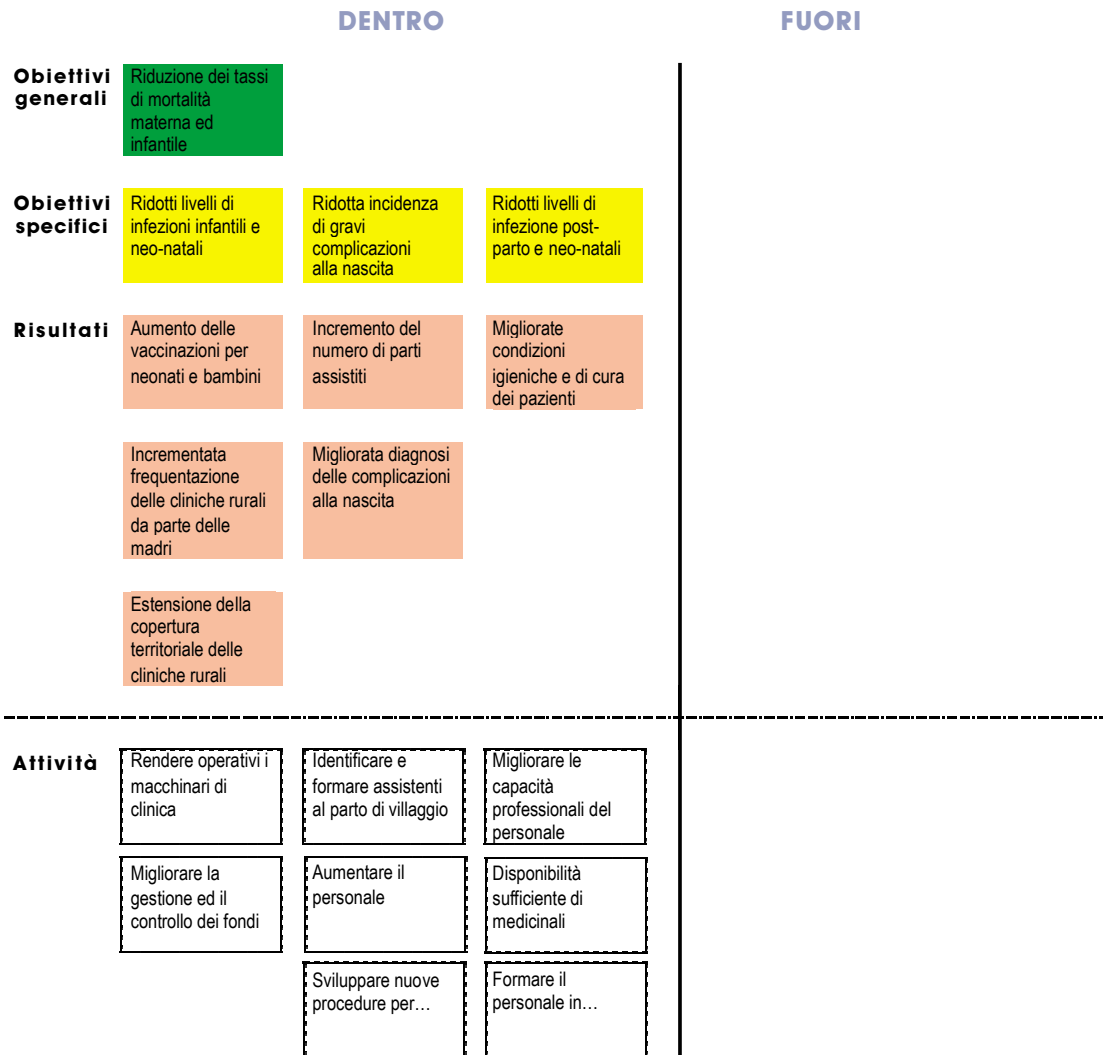 DENTRO
FUORI
Obiettivi
generali
Riduzione dei tassi
di mortalità
materna ed
infantile
Obiettivi
specifici
Ridotti livelli di
infezioni infantili e
neo-natali
Ridotta incidenza
di gravi
complicazioni
alla nascita
Ridotti livelli di
infezione post-
parto e neo-natali
Risultati
Aumento delle
vaccinazioni per
neonati e bambini
Incremento del
numero di parti
assistiti
Migliorate
condizioni
igieniche e di cura
dei pazienti
Incrementata
frequentazione
delle cliniche rurali
da parte delle
madri
Migliorata diagnosi
delle complicazioni
alla nascita
Estensione della
copertura
territoriale delle
cliniche rurali
Attività
Rendere operativi i
macchinari di
clinica
Identificare e
formare assistenti
al parto di villaggio
Migliorare le
capacità
professionali del
personale
Migliorare la
gestione ed il
controllo dei fondi
Aumentare il
personale
Disponibilità
sufficiente di
medicinali
Sviluppare nuove
procedure per…
Formare il
personale in…